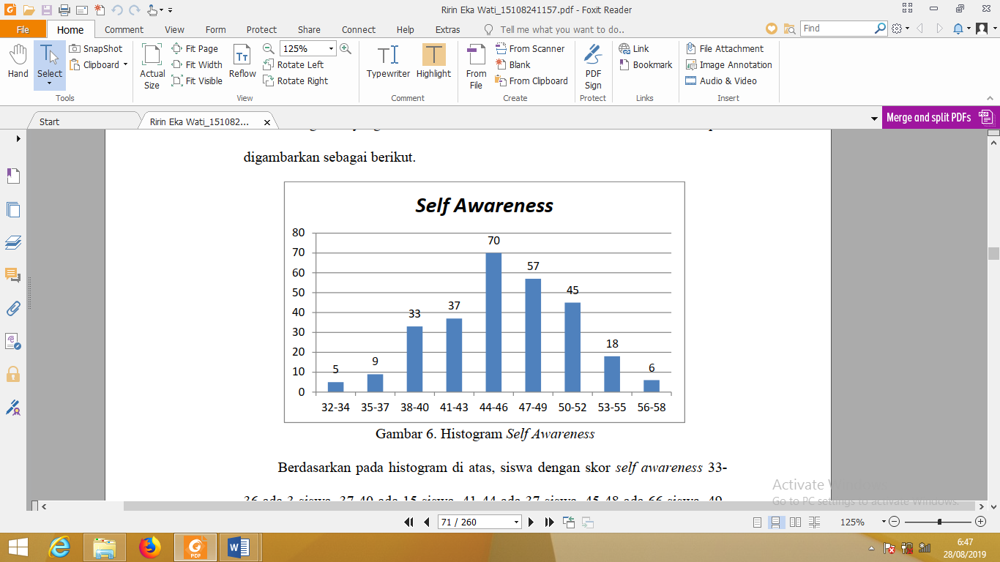 Ririn Eka Wati_15108241157.pdf - Foxit Reader
File Home Comment View Form Protect Share Connect Help Extras Tell me what you want to do.. Find
Hand Select SnapShot Clipboard Actual Size Fit Page Fit Width Fit Visible Reflow 125% Rotate Left Rotate Right Typewriter Highlight From File From Scanner Blank From Clipboard PDF Sign Link Bookmark File Attachment Image Annotation Audio & Video
Tools View Comment Create Protect Links Insert
Start Ririn Eka Wati_151082... Merge and split PDFs
digambarkan sebagai berikut.
Self Awareness
80
70
60
50
40
30
20
10
0
5 9 33 37 70 57 45 18 6
32-34 35-37 38-40 41-43 44-46 47-49 50-52 53-55 56-58
Gambar 6. Histogram Self Awareness
Berdasarkan pada histogram di atas, siswa dengan skor self awareness 33-
36 ada 3 siswa, 37-40 ada 15 siswa, 41-44 ada 37 siswa, 45-48 ada 66 siswa, 49-
Activate Windows
Go to PC settings to activate Windows.
71 / 260 125%
PDF
6:47
28/08/2019